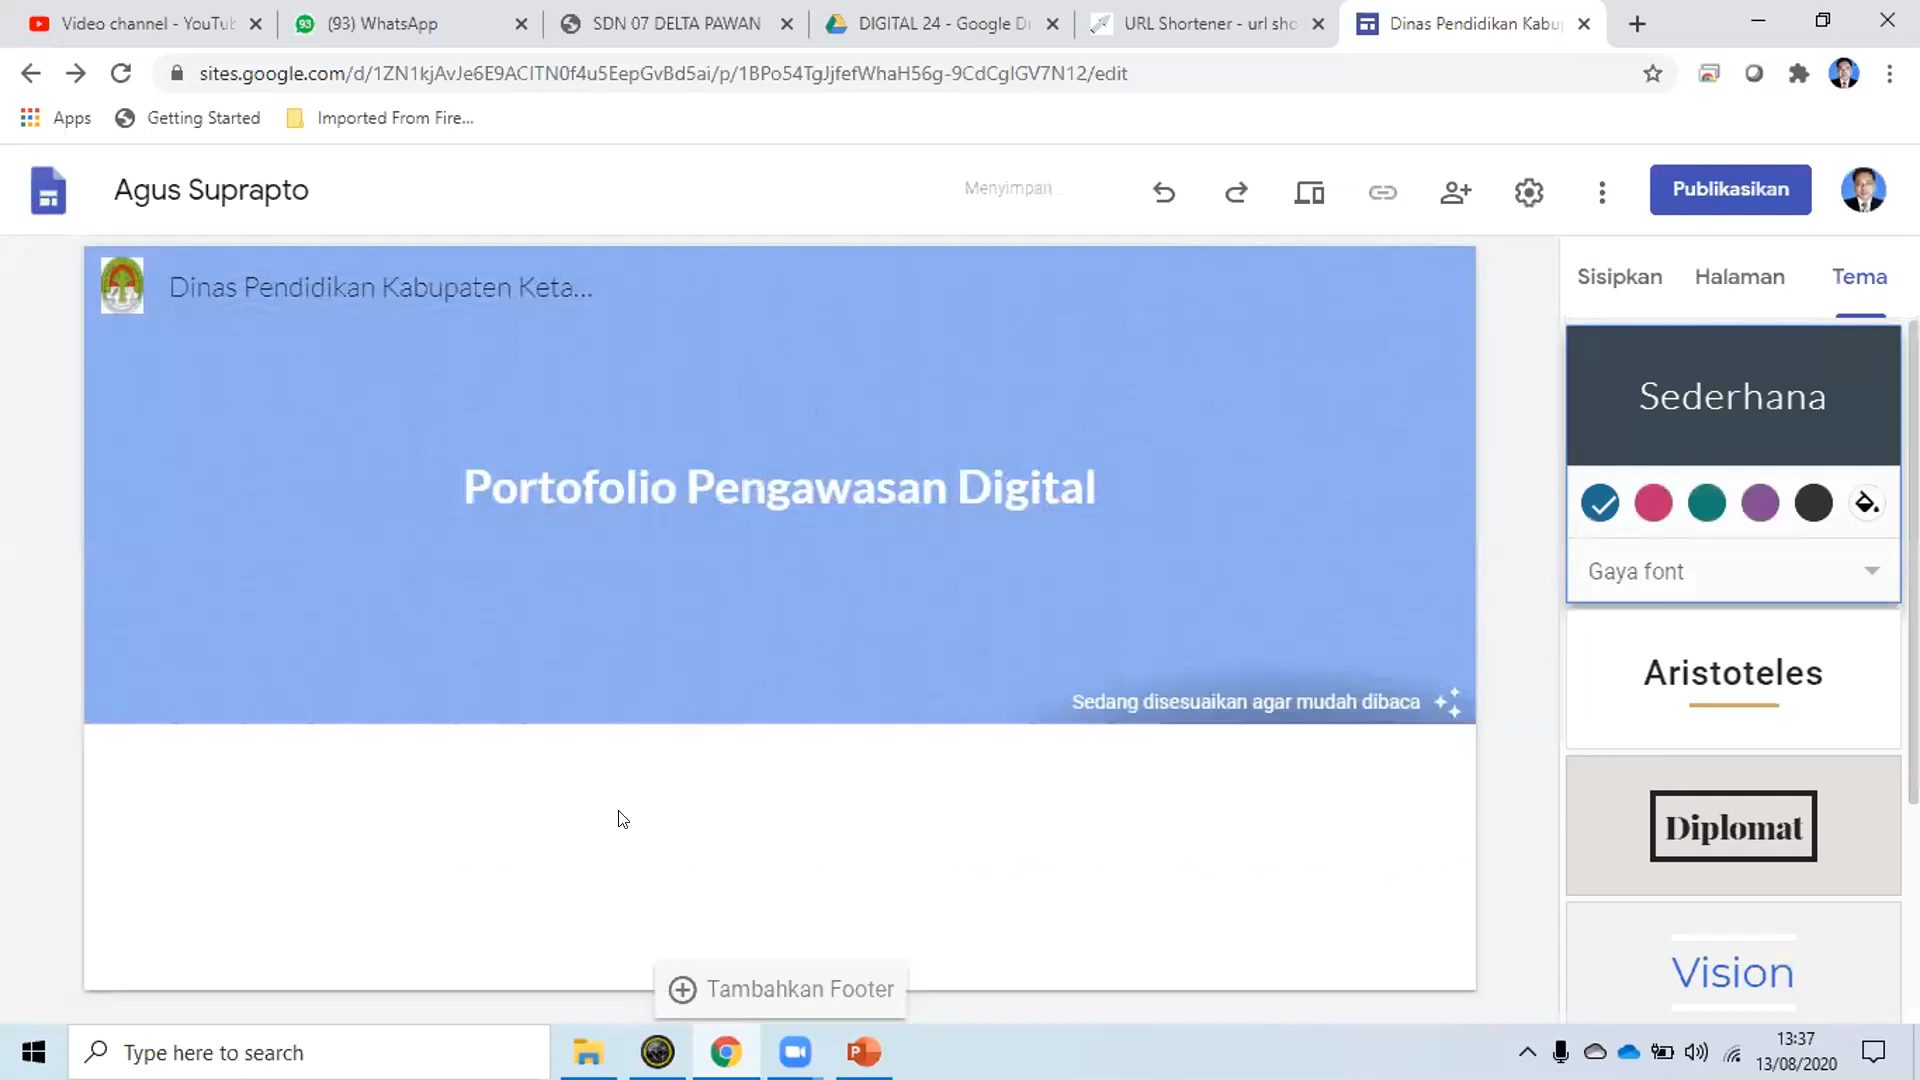 Video channel - YouTub
(93) WhatsApp
SDN 07 DELTA PAWAN
DIGITAL 24 - Google Dr
URL Shortener - url sho
Dinas Pendidikan Kabup
sites.google.com/d/1ZN1kjAvJe6E9ACITN0f4u5EepGvBd5ai/p/1BPo54TgJjfefWhaH56g-9CdCglGV7N12/edit
Apps
Getting Started
Imported From Fire...
Agus Suprapto
Menyimpan
Publikasikan
Dinas Pendidikan Kabupaten Keta...
Portofolio Pengawasan Digital
Sedang disesuaikan agar mudah dibaca
Tambahkan Footer
Sisipkan
Halaman
Tema
Sederhana
Gaya font
Aristoteles
Diplomat
Vision
Type here to search
13:37
13/08/2020